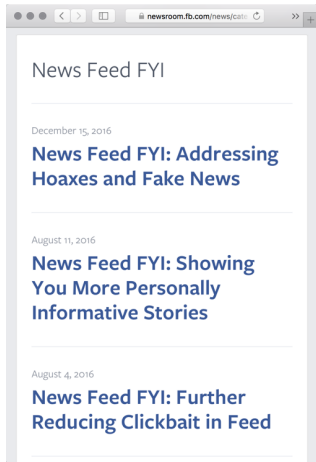 newsroom.fb.com/news/cate
News Feed FYI
December 15, 2016
News Feed FYI: Addressing
Hoaxes and Fake News
August 11, 2016
News Feed FYI: Showing
You More Personally
Informative Stories
August 4, 2016
News Feed FYI: Further
Reducing Clickbait in Feed